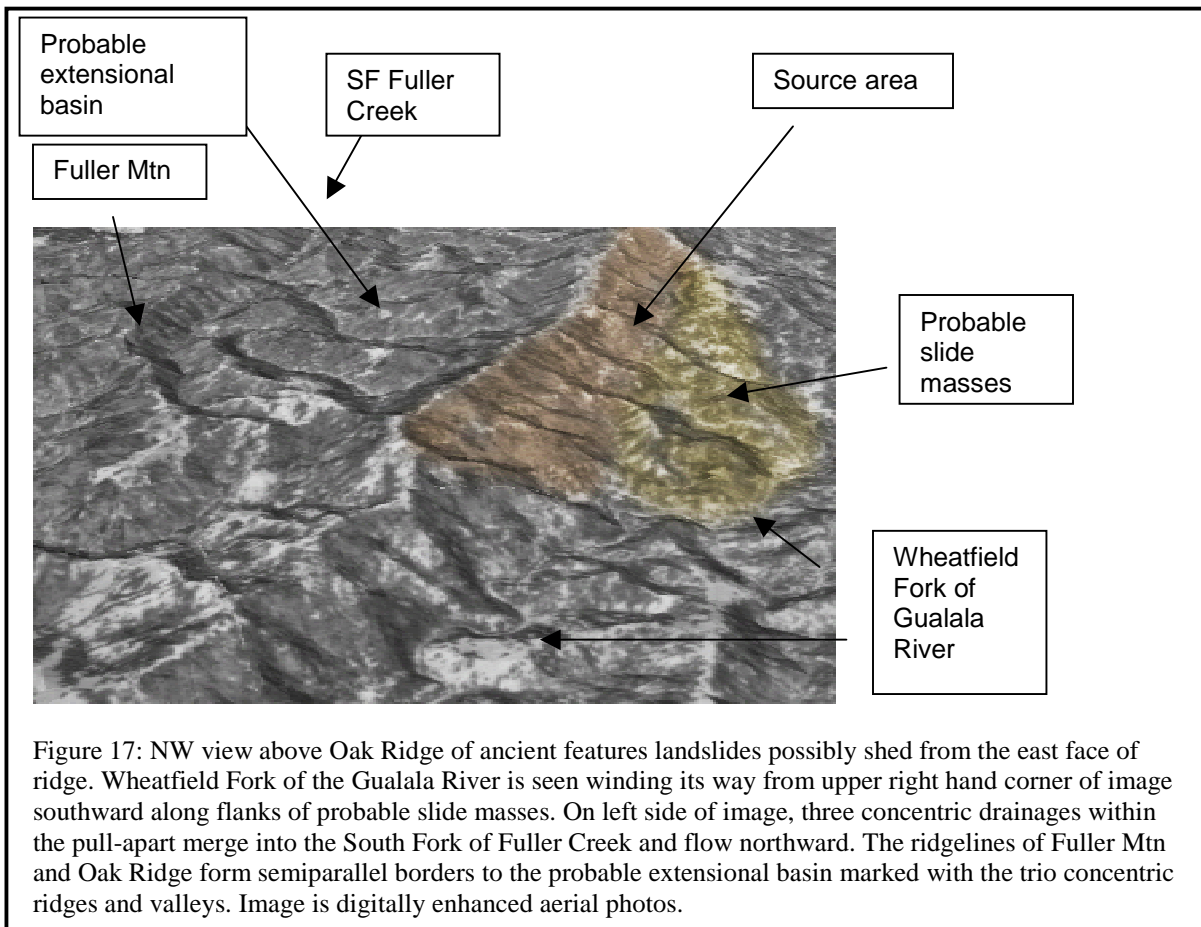 Probable
extensional
basin
SF Fuller
Creek
Source area
Fuller Mtn
Probable
slide
masses
Wheatfield
Fork of
Gualala
River
Figure 17: NW view above Oak Ridge of ancient features landslides possibly shed from the east face of
ridge. Wheatfield Fork of the Gualala River is seen winding its way from upper right hand corner of image
southward along flanks of probable slide masses. On left side of image, three concentric drainages within
the pull-apart merge into the South Fork of Fuller Creek and flow northward. The ridgelines of Fuller Mtn
and Oak Ridge form semiparallel borders to the probable extensional basin marked with the trio concentric
ridges and valleys. Image is digitally enhanced aerial photos.